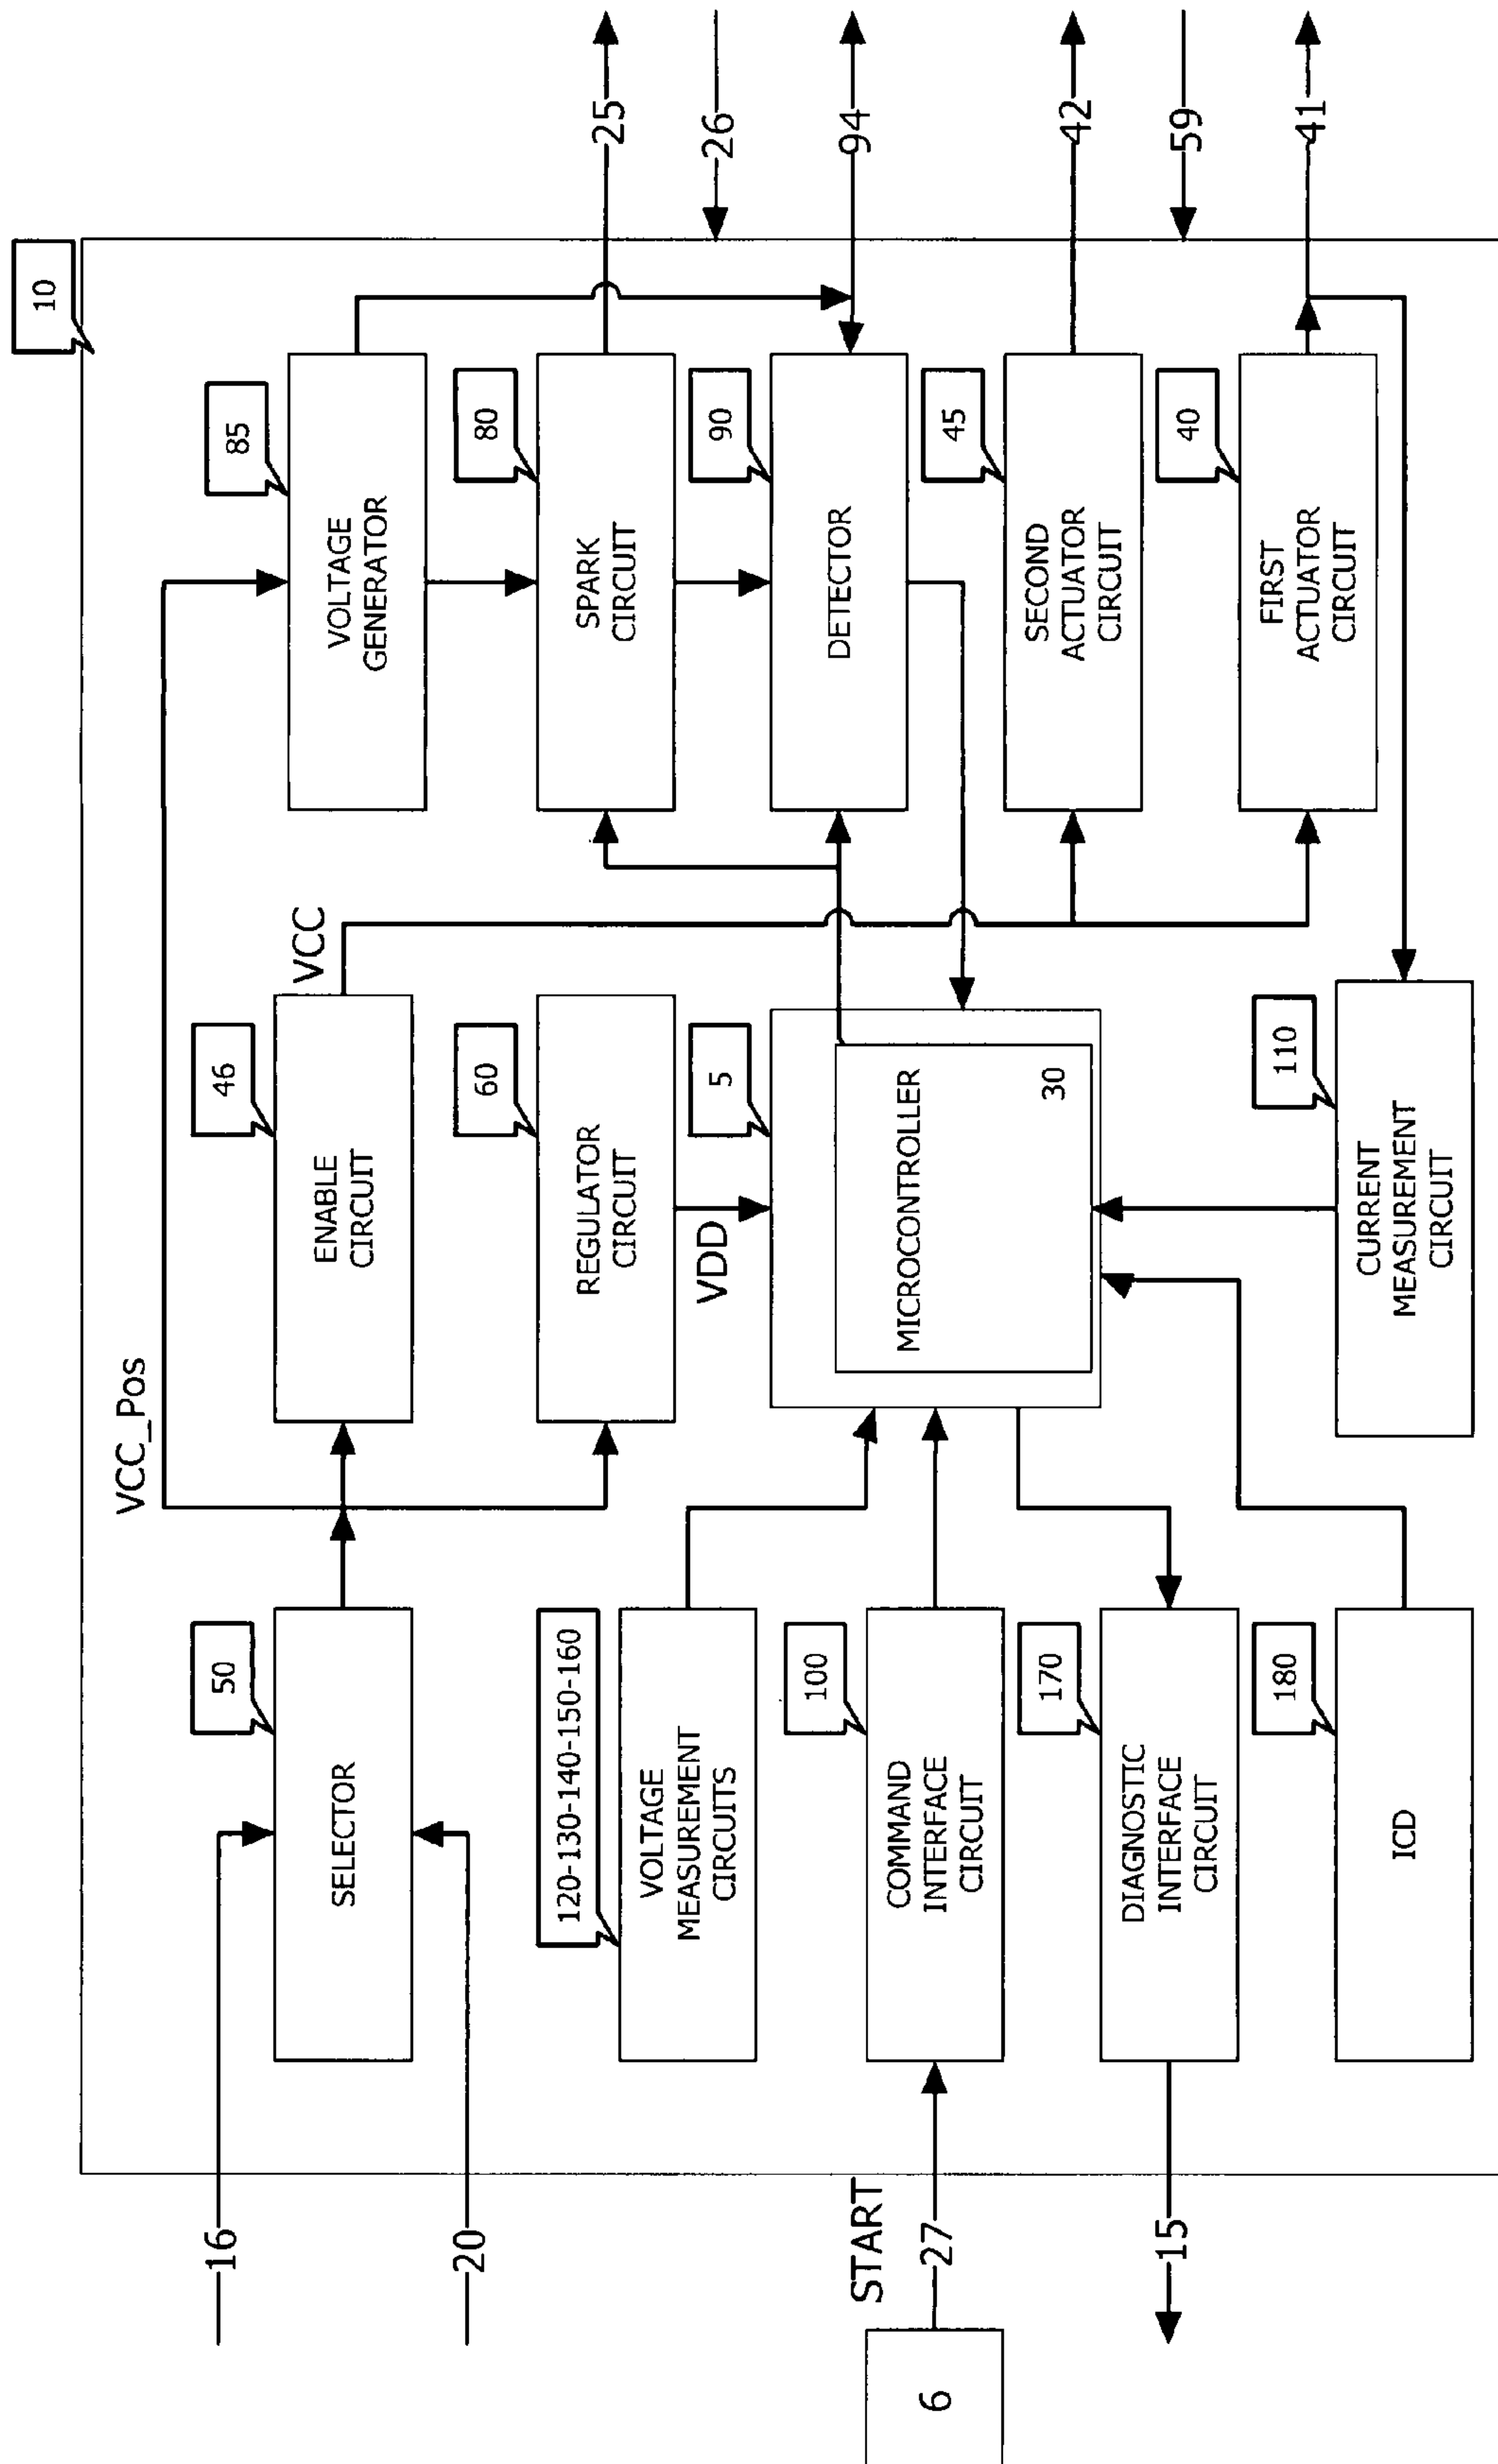 10
VCC_Pos
16
20
50
SELECTOR
46
ENABLE
CIRCUIT
VCC
85
VOLTAGE
GENERATOR
60
REGULATOR
CIRCUIT
80
SPARK
CIRCUIT
25
26
120-130-140-150-160
VOLTAGE
MEASUREMENT
CIRCUITS
VDD
5
MICROCONTROLLER
30
90
DETECTOR
94
START
6
27
100
COMMAND
INTERFACE
CIRCUIT
45
SECOND
ACTUATOR
CIRCUIT
42
59
15
170
DIAGNOSTIC
INTERFACE
CIRCUIT
40
FIRST
ACTUATOR
CIRCUIT
41
180
ICD
110
CURRENT
MEASUREMENT
CIRCUIT